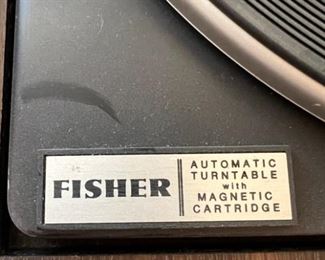 FISHER
AUTOMATIC
TURNTABLE
with
MAGNETIC
CARTRIDGE